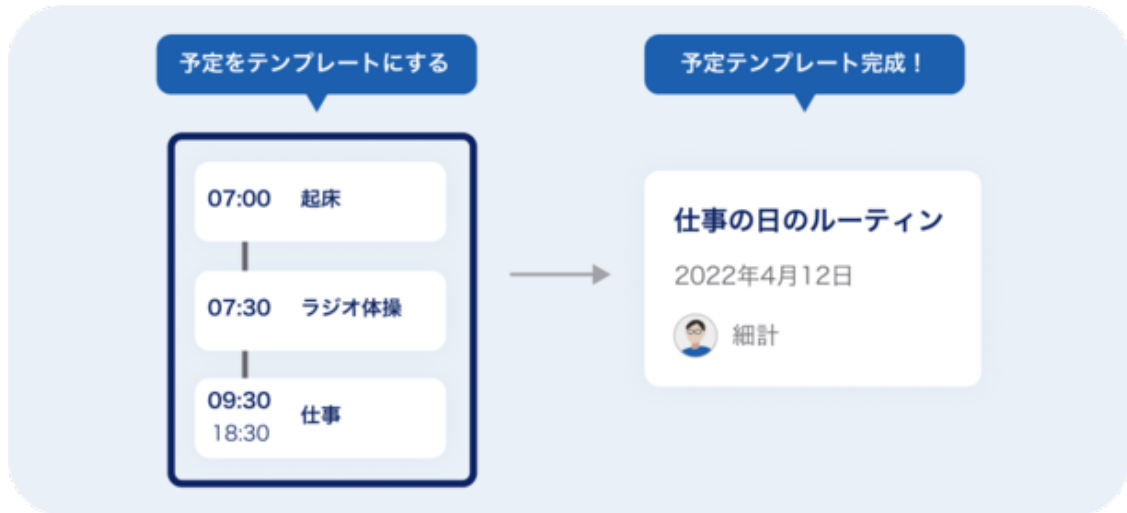 予定をテンプレートにする
予定テンプレート完成！
07:00 起床
07:30 ラジオ体操
09:30
18:30
仕事
仕事の日のルーティン
2022年4月12日
細計